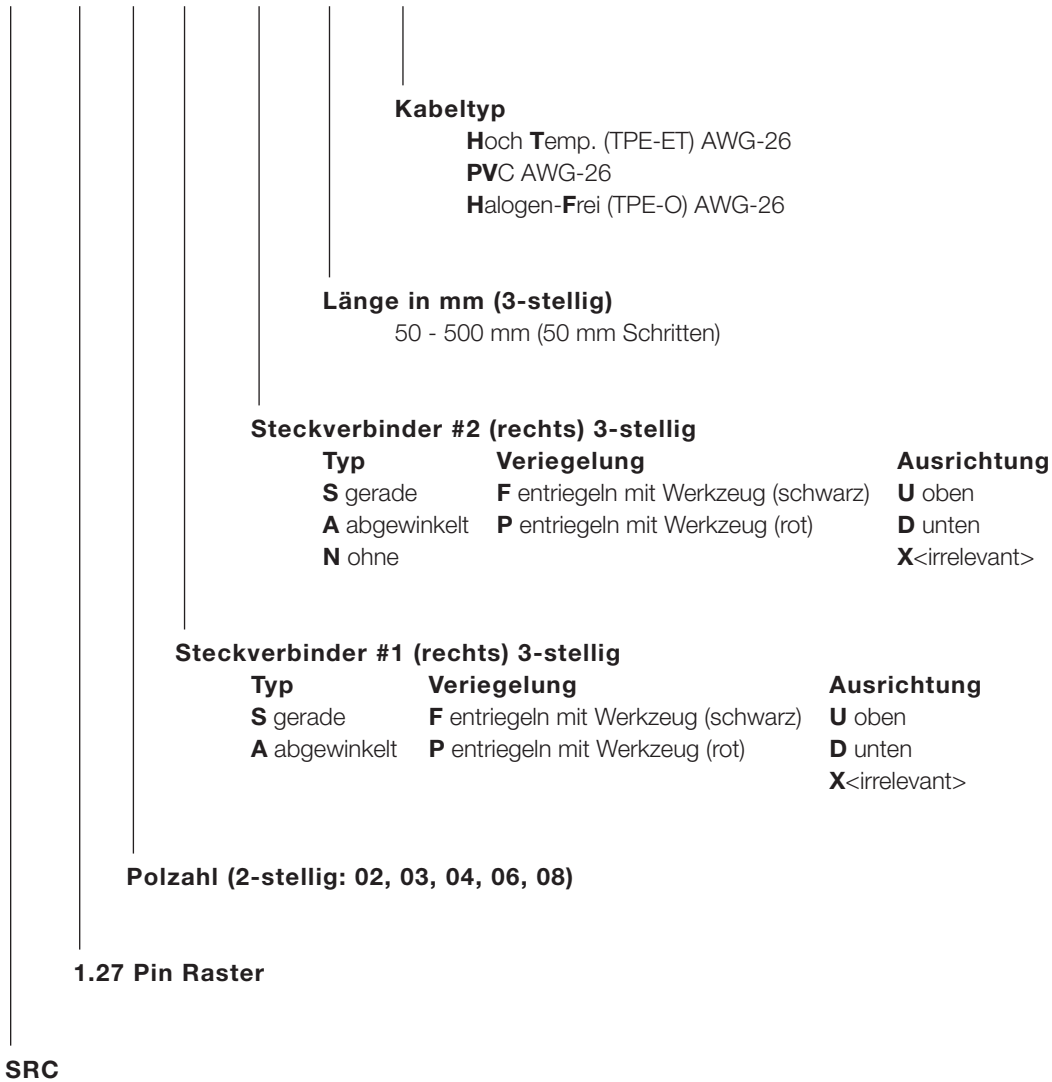 Kabeltyp
Hoch Temp. (TPE-ET) AWG-26
PVC AWG-26
Halogen-Frei (TPE-O) AWG-26
Länge in mm (3-stellig)
50 - 500 mm (50 mm Schritten)
Steckverbinder #2 (rechts) 3-stellig
Typ Veriegelung Ausrichtung
S gerade F entriegeln mit Werkzeug (schwarz) U oben
A abgewinkelt P entriegeln mit Werkzeug (rot) D unten
N ohne X<irrelevant>
Steckverbinder #1 (rechts) 3-stellig
Typ Veriegelung Ausrichtung
S gerade F entriegeln mit Werkzeug (schwarz) U oben
A abgewinkelt P entriegeln mit Werkzeug (rot) D unten
X<irrelevant>
Polzahl (2-stellig: 02, 03, 04, 06, 08)
1.27 Pin Raster
SRC